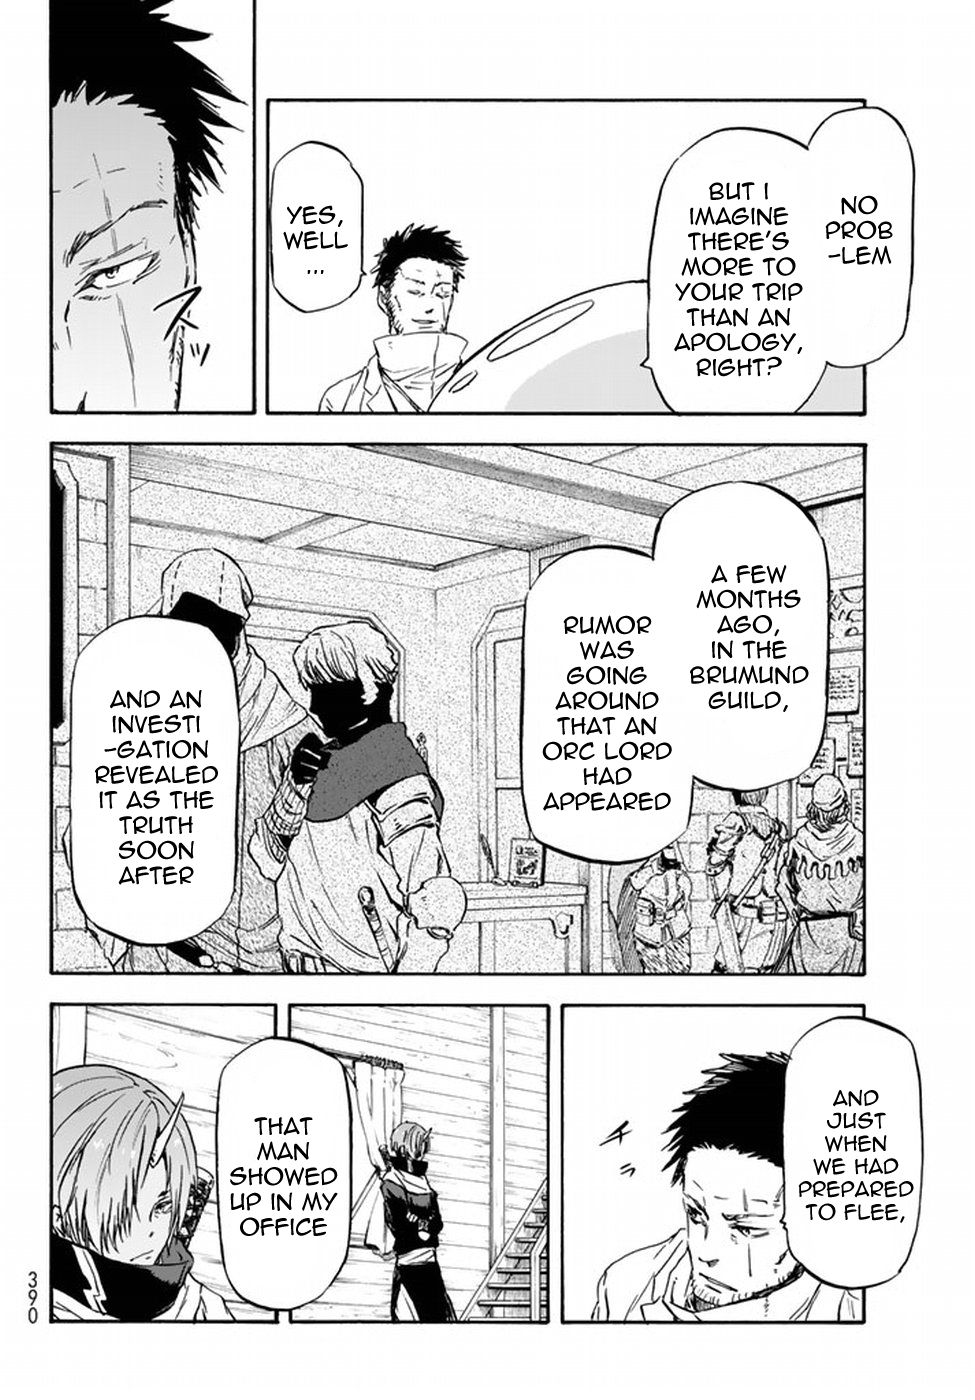 NO
PROB
-LEM
BUT I
IMAGINE
THERE'S
MORE TO
YOUR TRIP
THAN AN
APOLOGY,
RIGHT?
YES,
WELL
...
A FEW
MONTHS
AGO,
IN THE
BRUMUND
GUILD,
RUMOR
WAS
GOING
AROUND
THAT AN
ORC LORD
HAD
APPEARED
AND AN
INVESTI
-GATION
REVEALED
IT AS THE
TRUTH
SOON
AFTER
AND
JUST
WHEN
WE HAD
PREPARED
TO FLEE,
THAT
MAN
SHOWED
UP IN MY
OFFICE
390